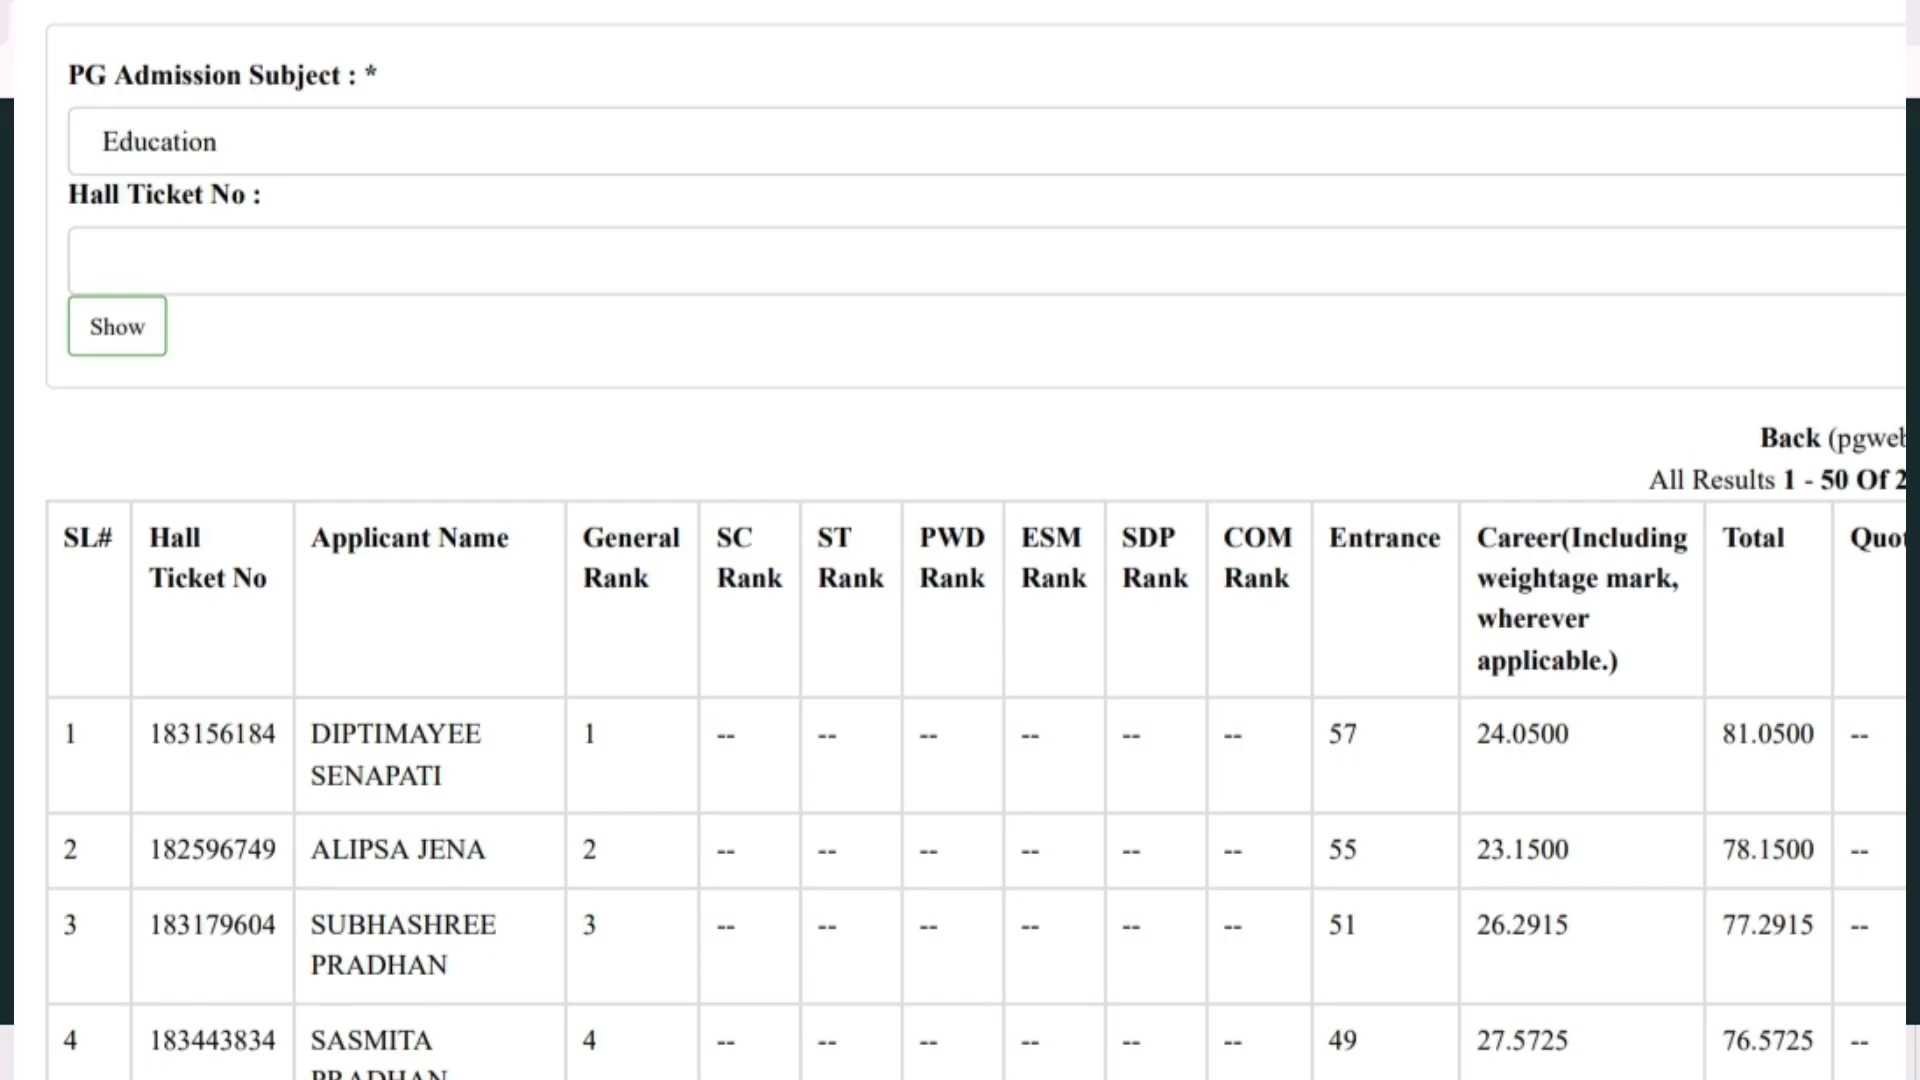 PG Admission Subject : *
Education
Hall Ticket No :
Show
Back (pgweb
All Results 1 - 50 Of 2
SL# Hall Ticket No Applicant Name General Rank SC Rank ST Rank PWD Rank ESM Rank SDP Rank COM Rank Entrance Career(Including weightage mark, wherever applicable.) Total Quot
1 183156184 DIPTIMAYEE SENAPATI 1 -- -- -- -- -- -- 57 24.0500 81.0500 --
2 182596749 ALIPSA JENA 2 -- -- -- -- -- -- 55 23.1500 78.1500 --
3 183179604 SUBHASHREE PRADHAN 3 -- -- -- -- -- -- 51 26.2915 77.2915 --
4 183443834 SASMITA PRADHAN 4 -- -- -- -- -- -- 49 27.5725 76.5725 --